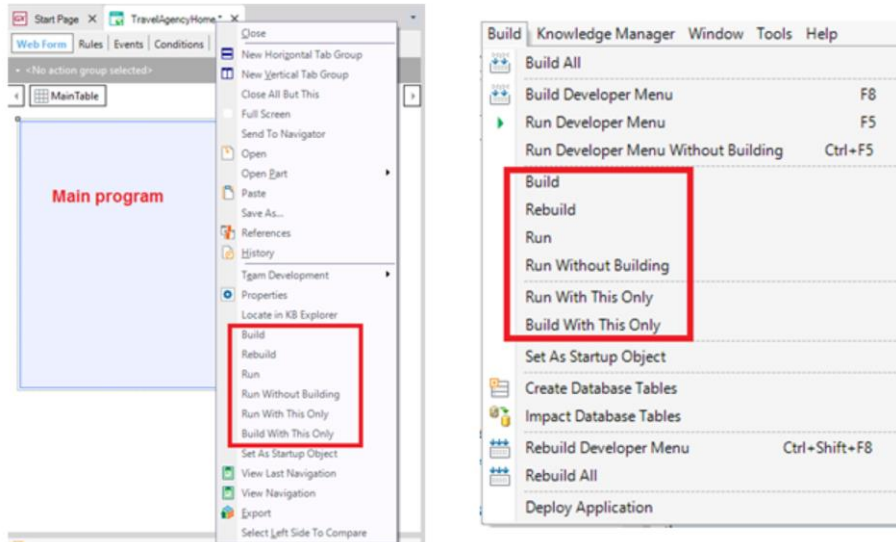 Start Page X TravelAgencyHome * X
Web Form Rules Events Conditions
<No action group selected>
MainTable
Main program
Close
New Horizontal Tab Group
New Vertical Tab Group
Close All But This
Full Screen
Send To Navigator
Open
Open Part
Paste
Save As...
References
History
Team Development
Properties
Locate in KB Explorer
Build
Rebuild
Run
Run Without Building
Run With This Only
Build With This Only
Set As Startup Object
View Last Navigation
View Navigation
Export
Select Left Side To Compare
Build Knowledge Manager Window Tools Help
Build All
Build Developer Menu F8
Run Developer Menu F5
Run Developer Menu Without Building Ctrl+F5
Build
Rebuild
Run
Run Without Building
Run With This Only
Build With This Only
Set As Startup Object
Create Database Tables
Impact Database Tables
Rebuild Developer Menu Ctrl+Shift+F8
Rebuild All
Deploy Application